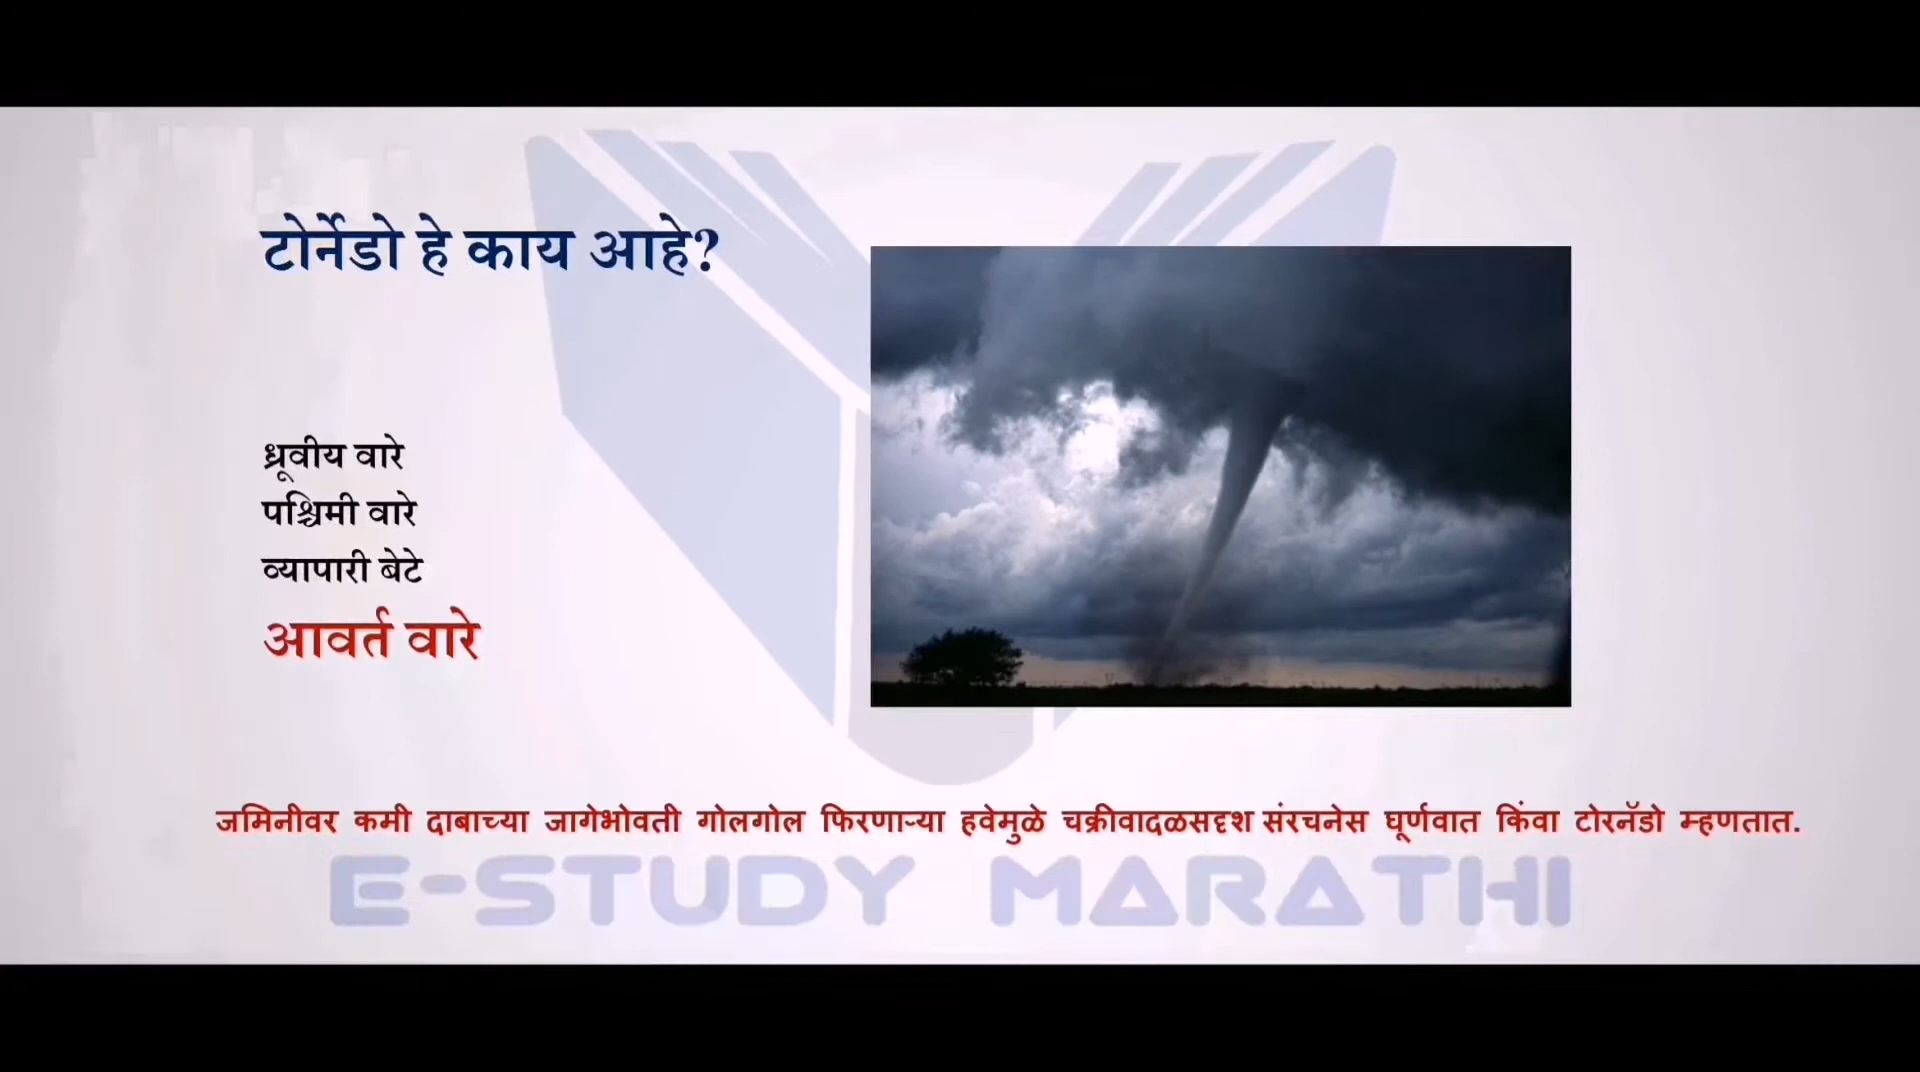 टोर्नेडो हे काय आहे?
ध्रूवीय वारे
पश्चिमी वारे
व्यापारी बेटे
आवर्त वारे
जमिनीवर कमी दाबाच्या जागेभोवती गोलगोल फिरणाऱ्या हवेमुळे चक्रीवादळसदृश संरचनेस घूर्णवात किंवा टोरनॅडो म्हणतात.
E-STUDY MARATHI